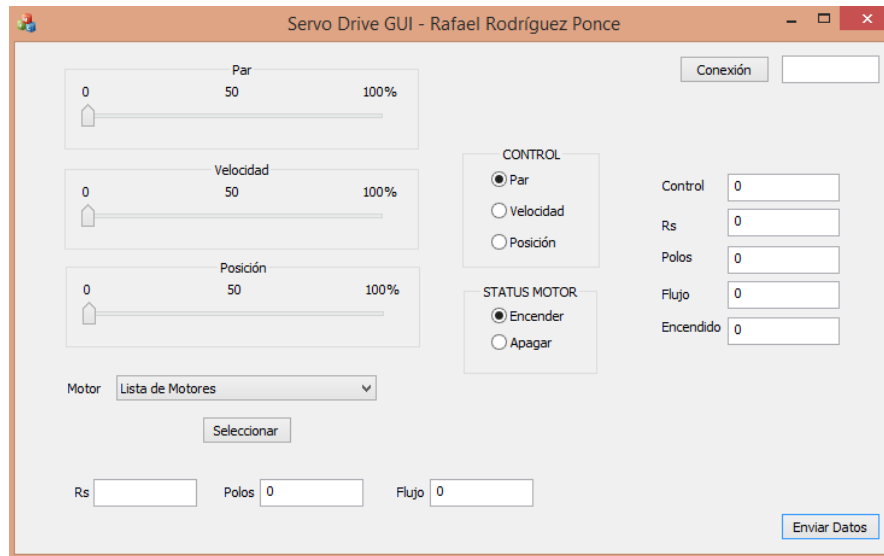 Servo Drive GUI - Rafael Rodríguez Ponce
Par
0 50 100%
Velocidad
0 50 100%
Posición
0 50 100%
Motor Lista de Motores
Seleccionar
Rs Polos 0 Flujo 0
CONTROL
Par
Velocidad
Posición
STATUS MOTOR
Encender
Apagar
Conexión
Control 0
Rs 0
Polos 0
Flujo 0
Encendido 0
Enviar Datos